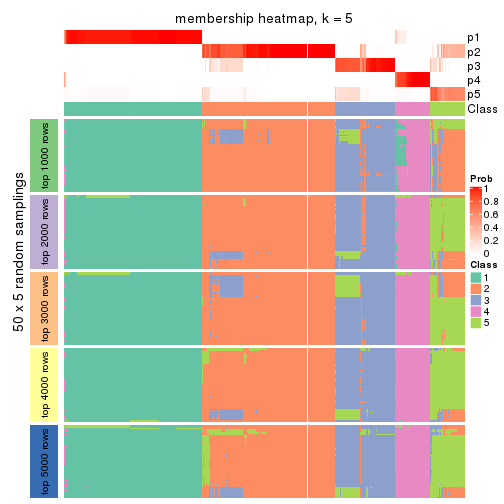 membership heatmap, k = 5
p1
p2
p3
p4
p5
Class
50 x 5 random samplings
top 1000 rows
top 2000 rows
top 3000 rows
top 4000 rows
top 5000 rows
Prob
1
0.8
0.6
0.4
0.2
0
Class
1
2
3
4
5